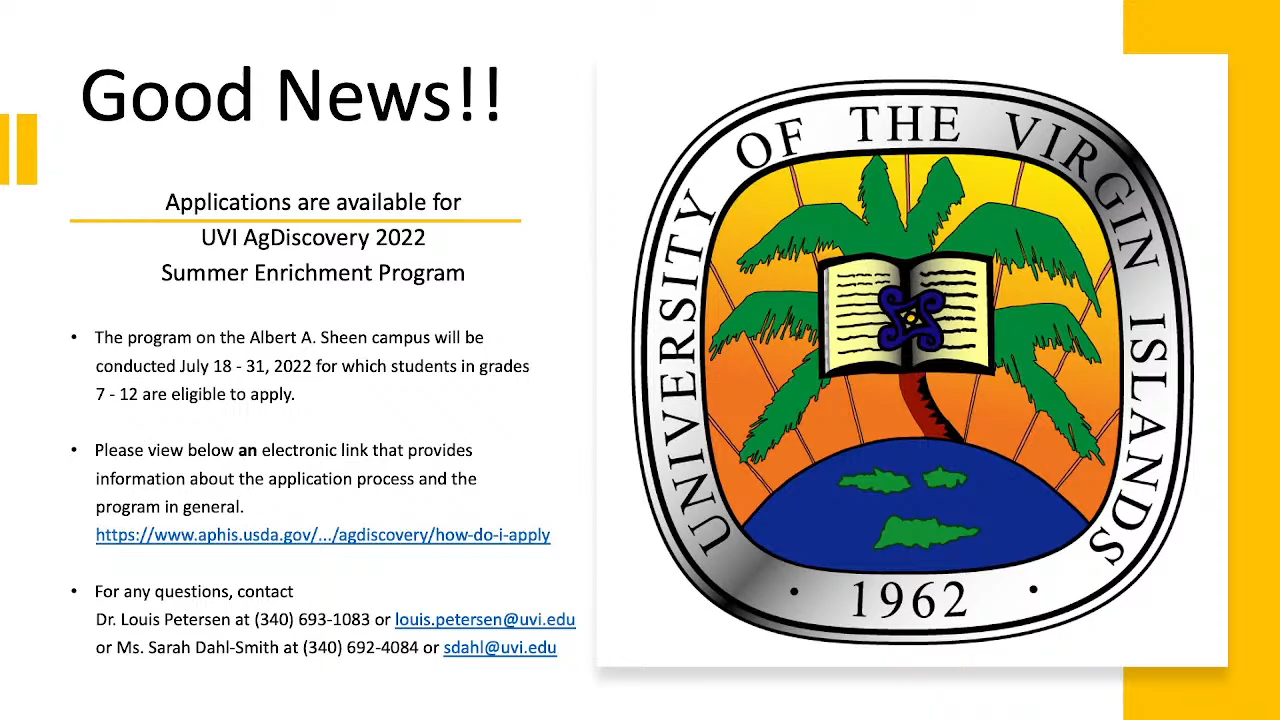 Good News!!
Applications are available for
UVI AgDiscovery 2022
Summer Enrichment Program
• The program on the Albert A. Sheen campus will be
conducted July 18 - 31, 2022 for which students in grades
7 - 12 are eligible to apply.
• Please view below an electronic link that provides
information about the application process and the
program in general.
https://www.aphis.usda.gov/.../agdiscovery/how-do-i-apply
• For any questions, contact
Dr. Louis Petersen at (340) 693-1083 or louis.petersen@uvi.edu
or Ms. Sarah Dahl-Smith at (340) 692-4084 or sdahl@uvi.edu
UNIVERSITY OF THE VIRGIN ISLANDS
• 1962 •